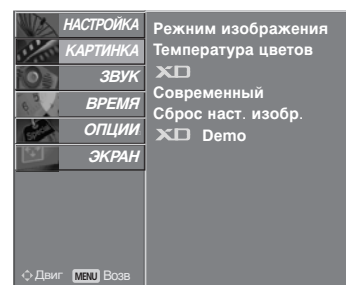 НАСТРОЙКА
КАРТИНКА
ЗВУК
ВРЕМЯ
ОПЦИИ
ЭКРАН
Режним изображения
Температура цветов
XD
Современный
Сброс наст. изобр.
XD Demo
Двиг MENU Возв